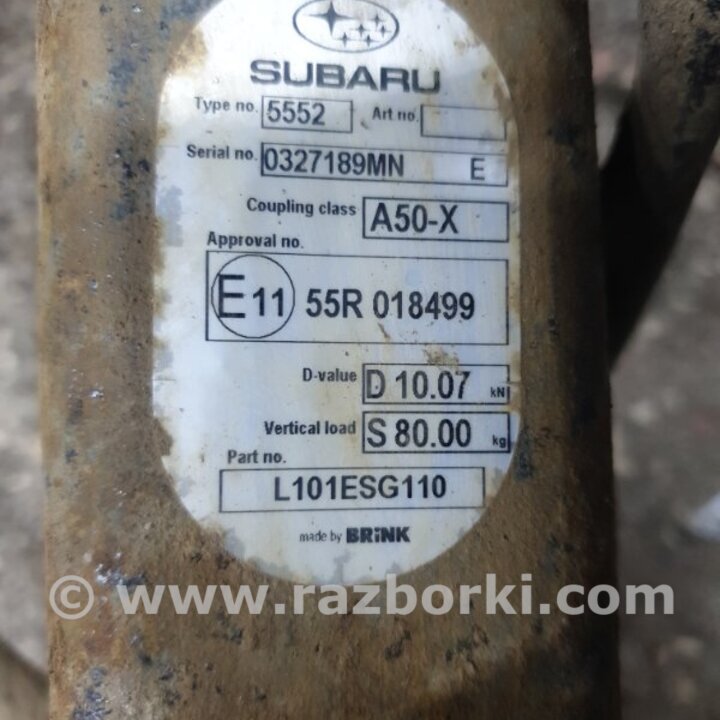 SUBARU
Type no. 5552 Art no.
Serial no. 0327189MN E
Coupling class A50-X
Approval no.
E11 55R 018499
D-value D 10.07 kN
Vertical load S 80.00 kg
Part no.
L101ESG110
made by BRINK
© www.razborki.com